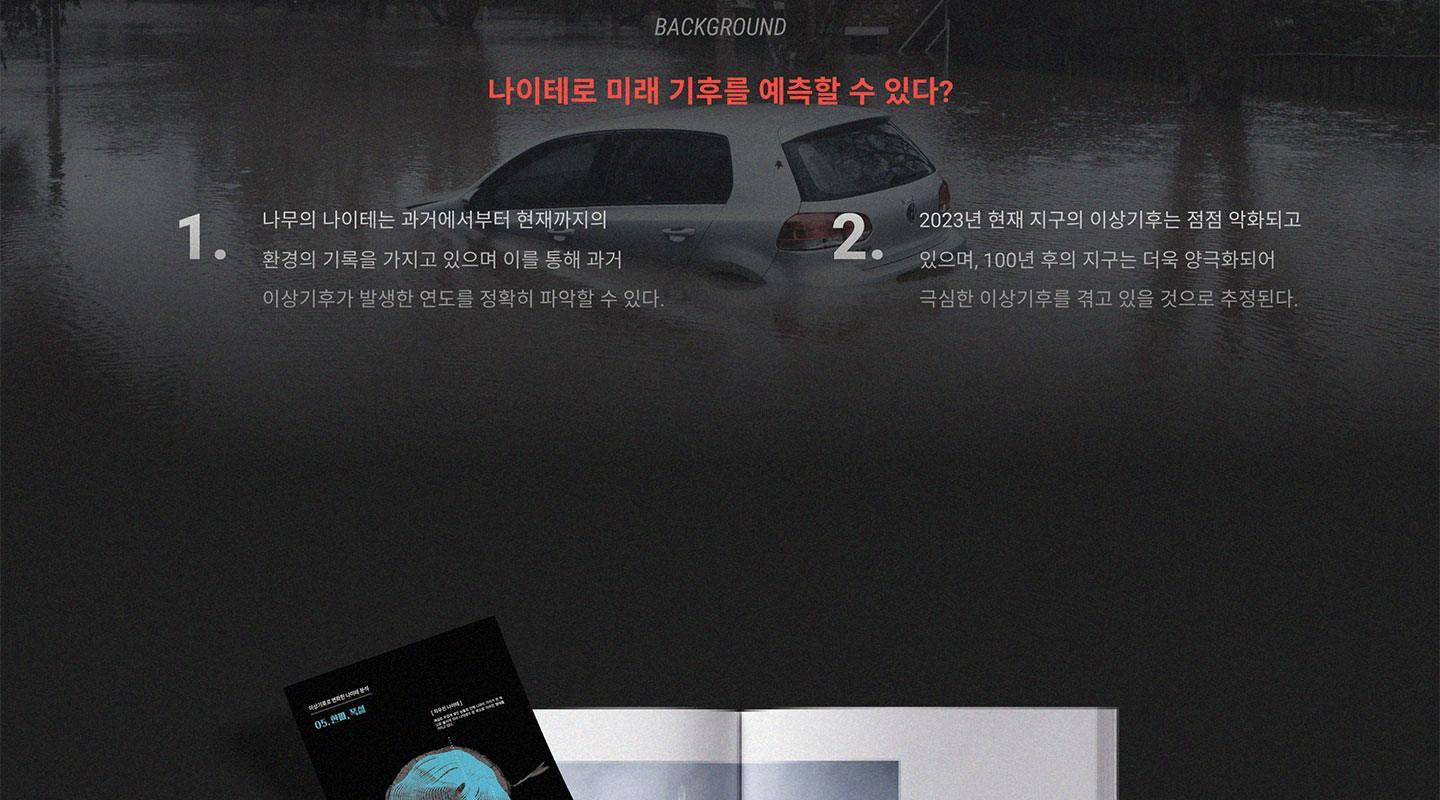 BACKGROUND
나이테로 미래 기후를 예측할 수 있다?
1.
나무의 나이테는 과거에서부터 현재까지의
환경의 기록을 가지고 있으며 이를 통해 과거
이상기후가 발생한 연도를 정확히 파악할 수 있다.
2.
2023년 현재 지구의 이상기후는 점점 악화되고
있으며, 100년 후의 지구는 더욱 양극화되어
극심한 이상기후를 겪고 있을 것으로 추정된다.
이상기후로 변화한 나이테 분석
05. 한파, 폭설